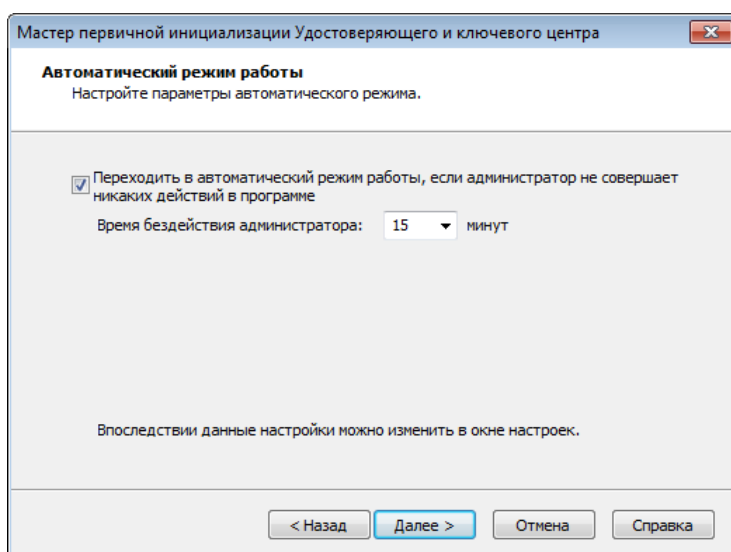 Мастер первичной инициализации Удостоверяющего и ключевого центра
Автоматический режим работы
Настройте параметры автоматического режима.
Переходить в автоматический режим работы, если администратор не совершает
никаких действий в программе
Время бездействия администратора: 15 минут
Впоследствии данные настройки можно изменить в окне настроек.
< Назад Далее > Отмена Справка